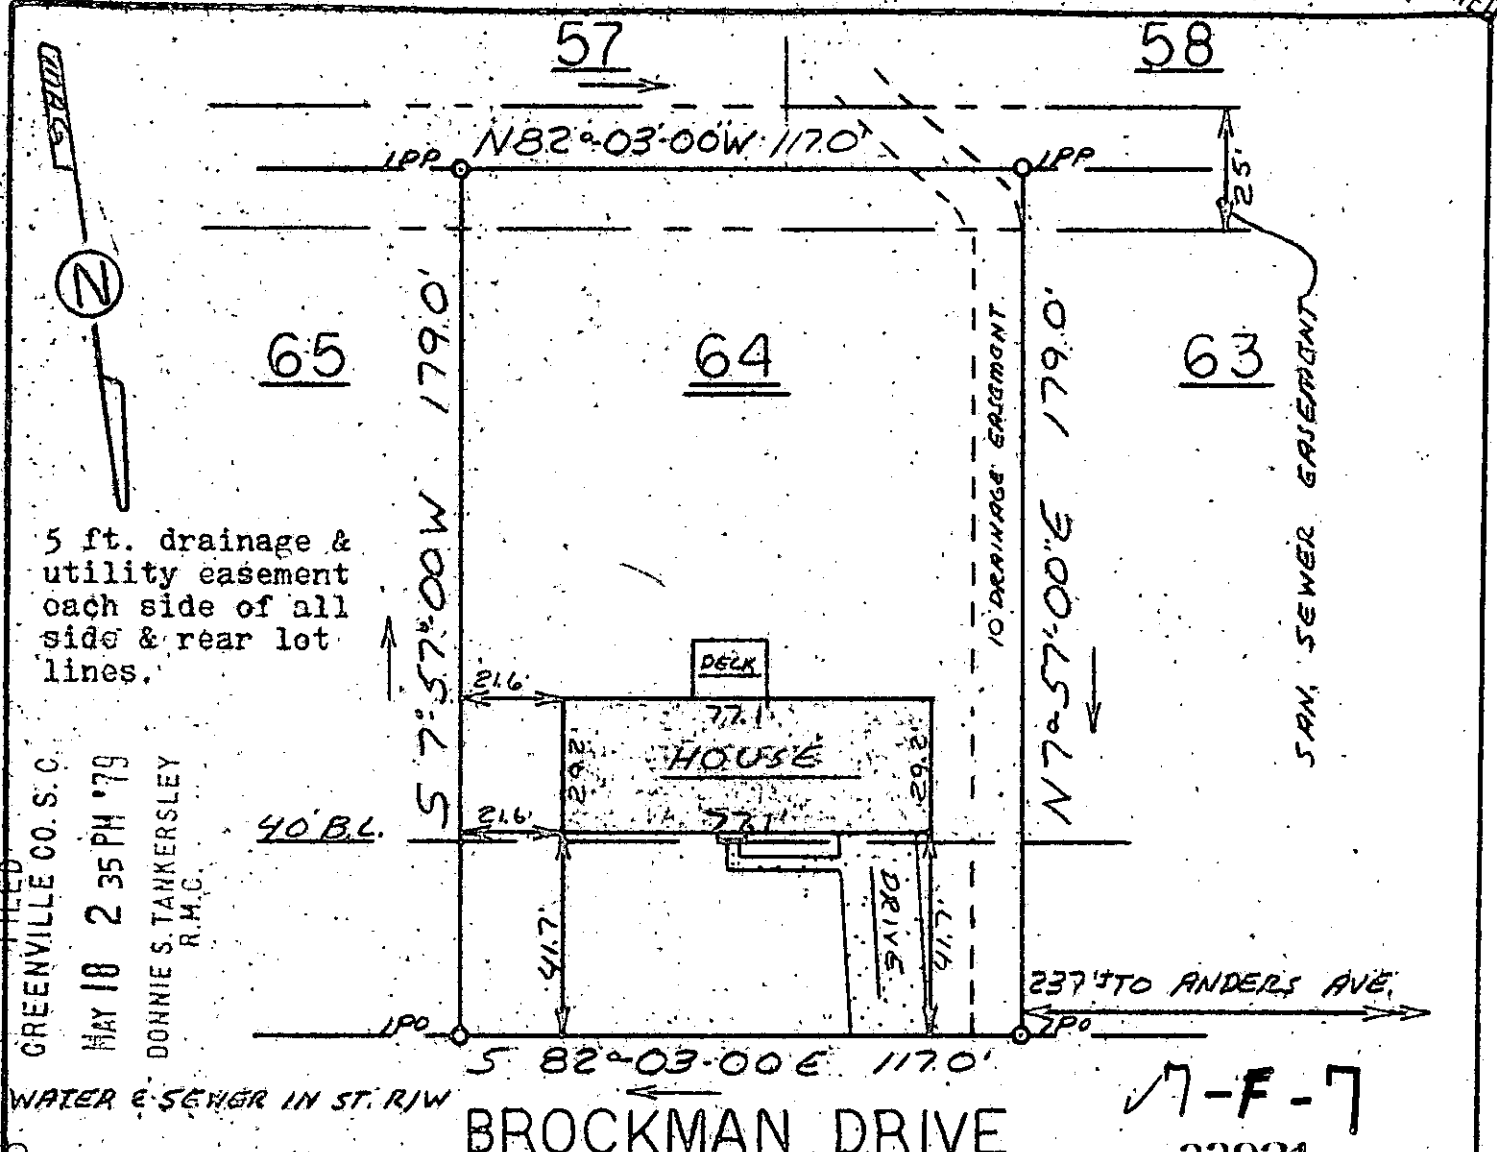 57
58
MAG
N
N82°-03'-00"W 117.0'
IPP
IPP
25'
65
64
63
S 7°-57'-00 W 179.0'
10' DRAINAGE EASEMENT
N 7°-57'-00"E 179.0'
SAN. SEWER EASEMENT
5 ft. drainage &
utility easement
each side of all
side & rear lot
lines.
DECK
21.6'
77.1'
29.2'
HOUSE
29.2'
21.6'
77.1'
40' B.L.
41.7'
DRIVE
41.7'
FILED
GREENVILLE CO. S. C.
MAY 18 2 35 PM '79
DONNIE S. TANKERSLEY
R.M.C.
237'± TO ANDERS AVE.
IPO
IPO
S 82°-03-00 E 117.0'
WATER & SEWER IN ST. R/W
BROCKMAN DRIVE
√7-F-7